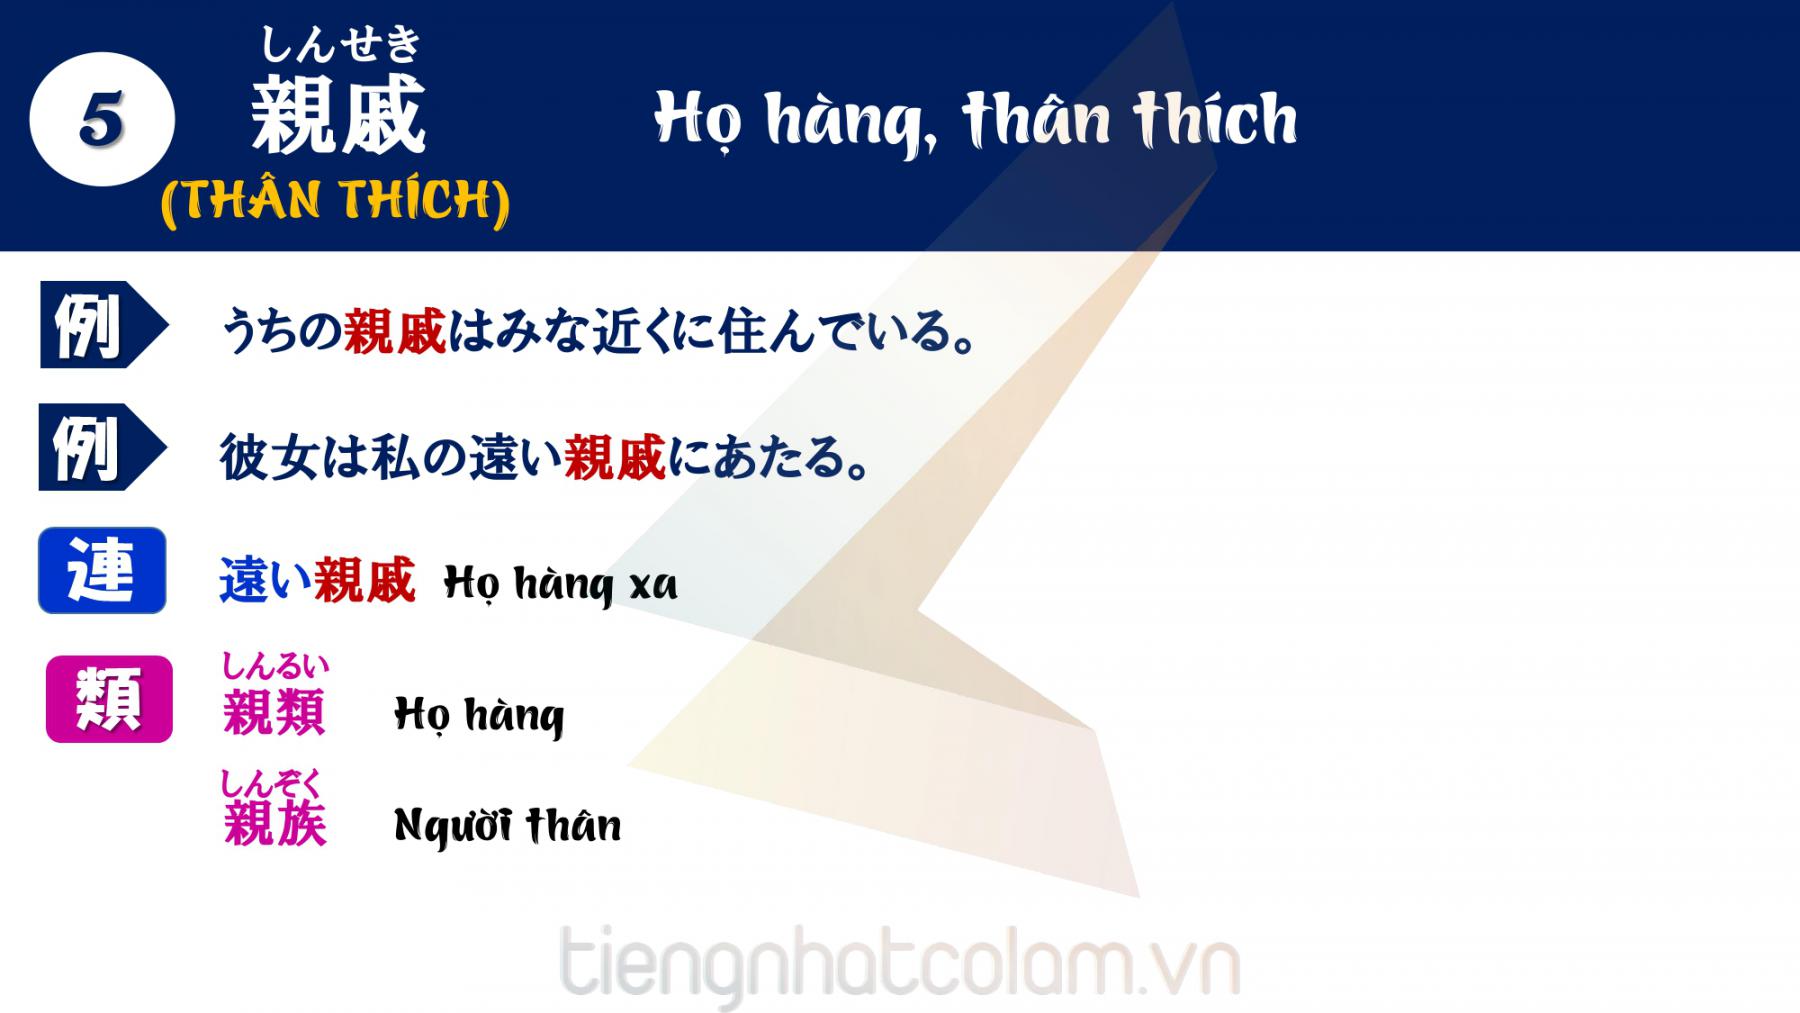 5
しんせき
親戚
(THÂN THÍCH)
Họ hàng, thân thích
例
うちの親戚はみな近くに住んでいる。
例
彼女は私の遠い親戚にあたる。
連
遠い親戚 Họ hàng xa
類
しんるい
親類 Họ hàng
しんぞく
親族 Người thân
tiengnhatcolam.vn